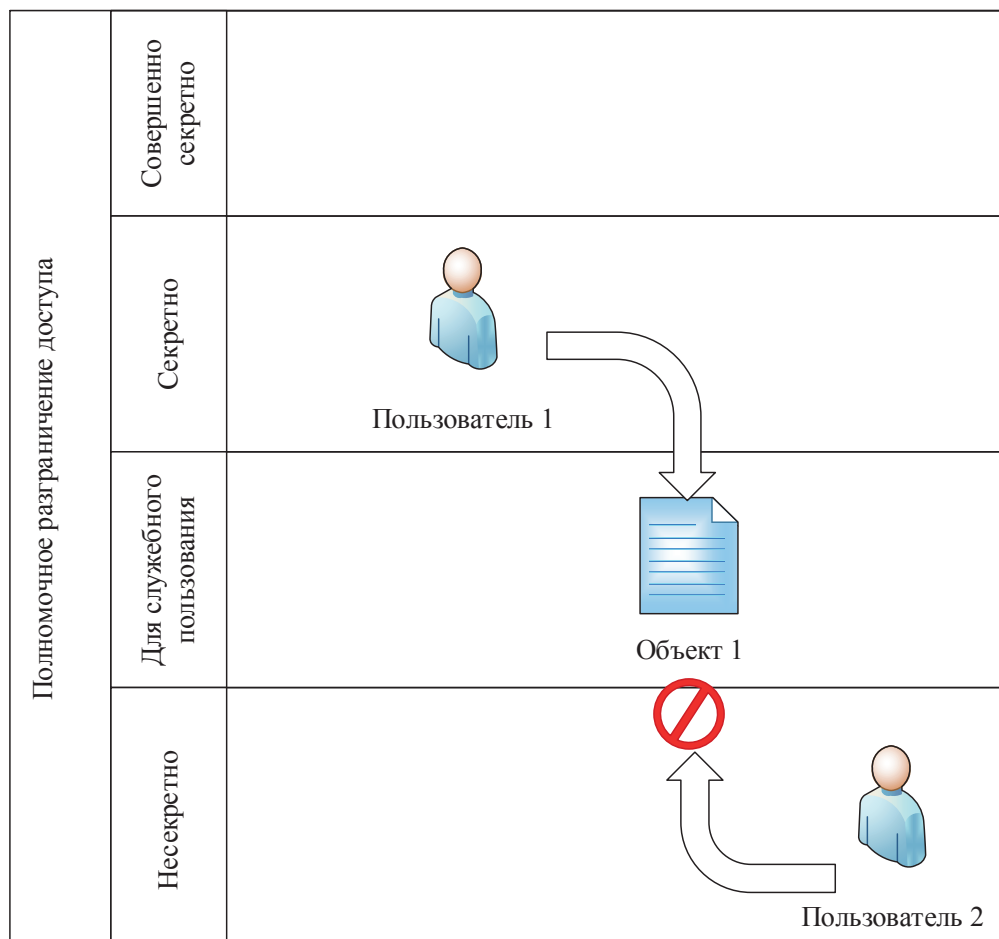 Полномочное разграничение доступа
Совершенно
секретно
Секретно
Пользователь 1
Для служебного
пользования
Объект 1
Несекретно
Пользователь 2